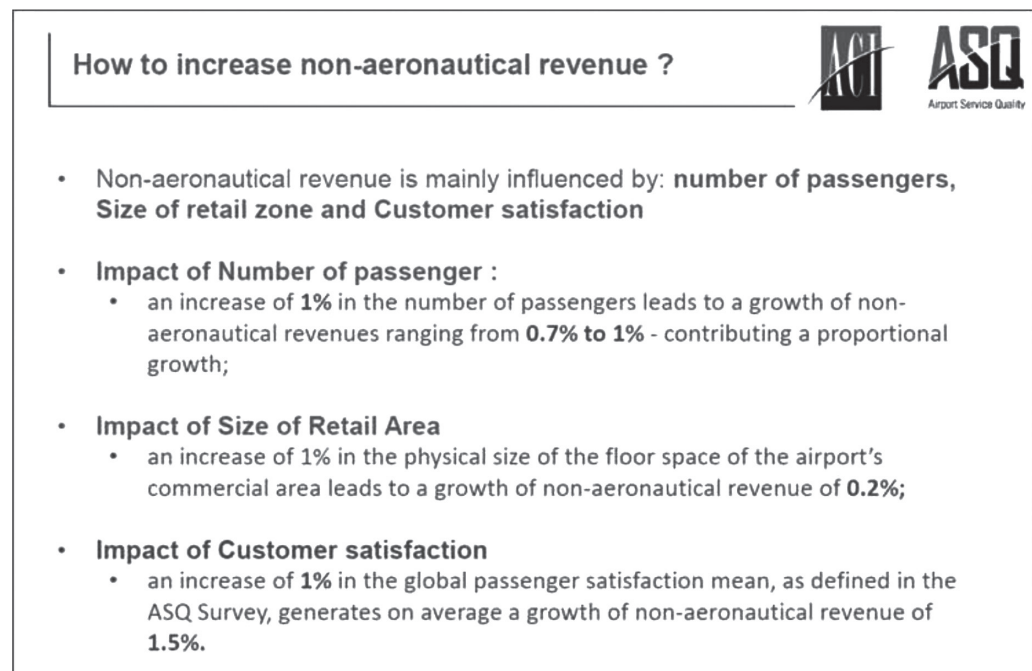 How to increase non-aeronautical revenue ?
ACI
ASQ
Airport Service Quality
• Non-aeronautical revenue is mainly influenced by: number of passengers,
Size of retail zone and Customer satisfaction
• Impact of Number of passenger :
• an increase of 1% in the number of passengers leads to a growth of non-
aeronautical revenues ranging from 0.7% to 1% - contributing a proportional
growth;
• Impact of Size of Retail Area
• an increase of 1% in the physical size of the floor space of the airport's
commercial area leads to a growth of non-aeronautical revenue of 0.2%;
• Impact of Customer satisfaction
• an increase of 1% in the global passenger satisfaction mean, as defined in the
ASQ Survey, generates on average a growth of non-aeronautical revenue of
1.5%.